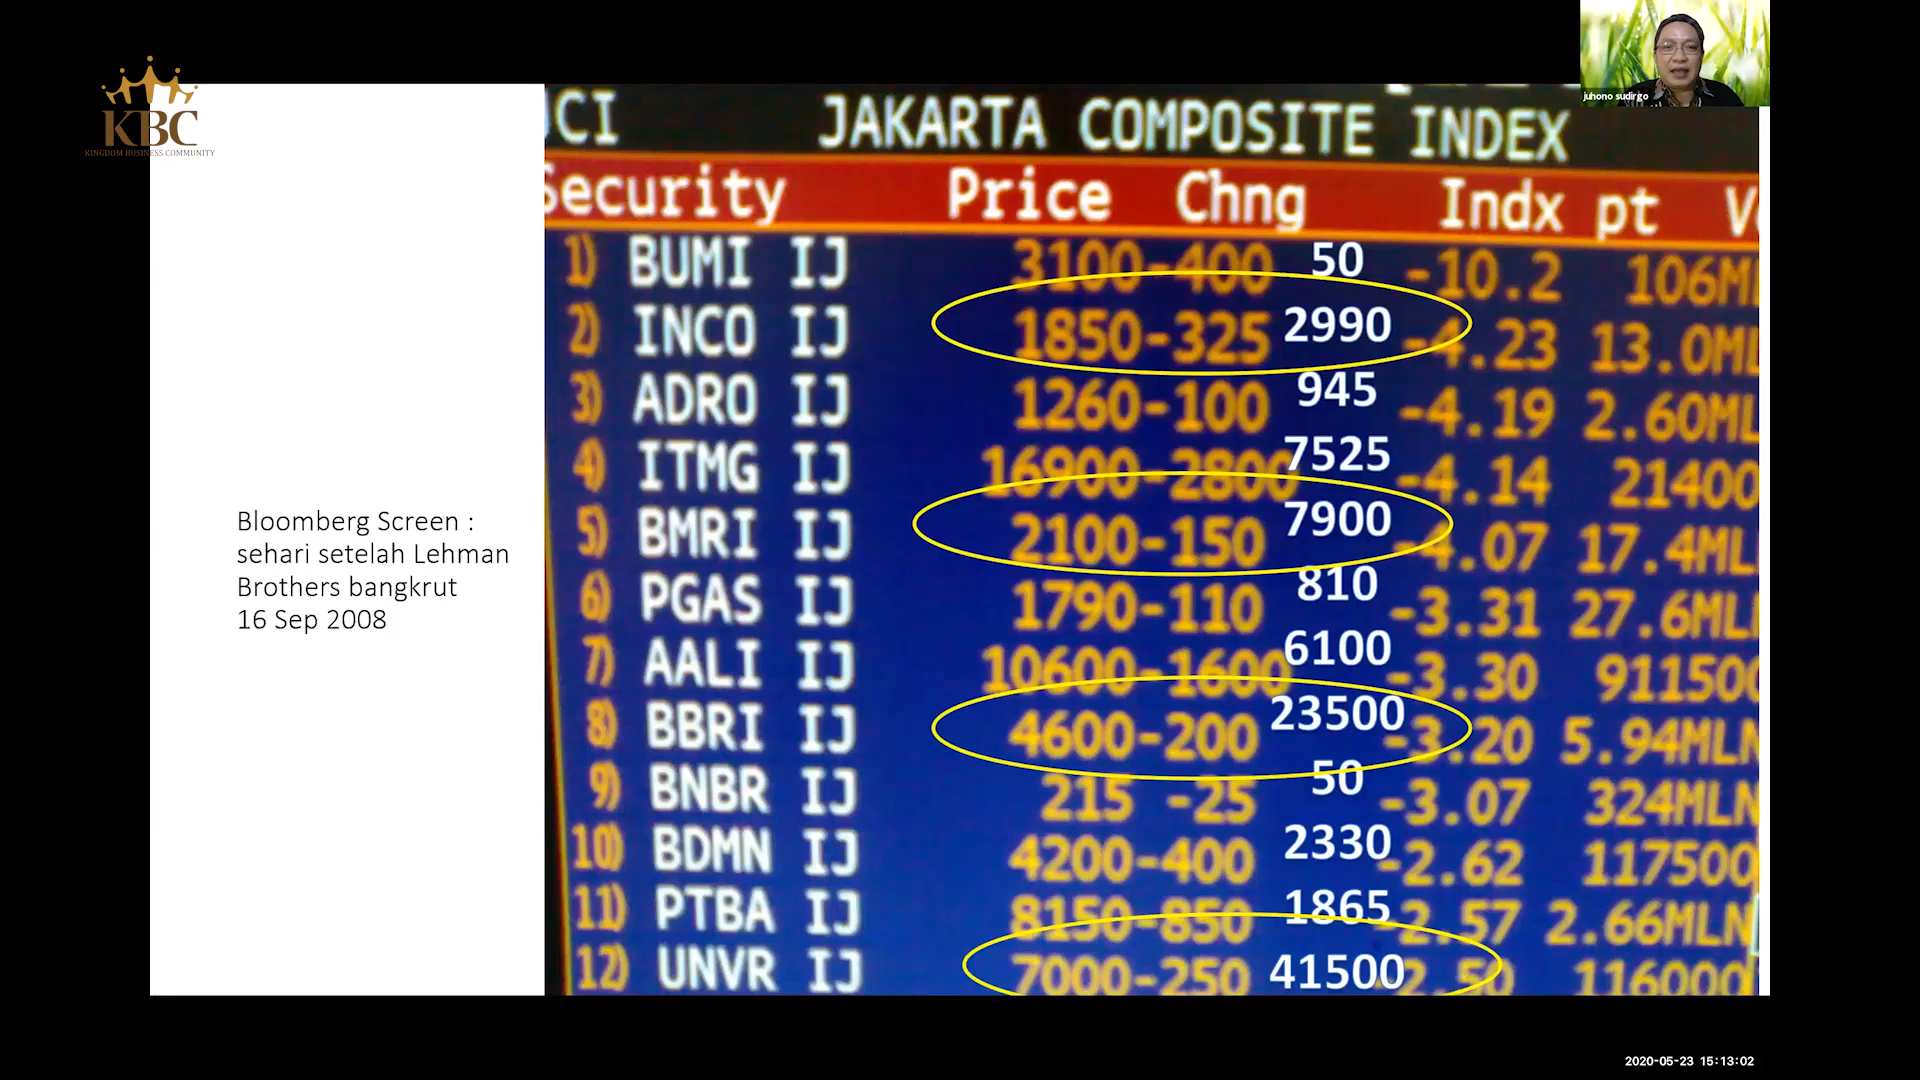 KBC
KINGDOM BUSINESS COMMUNITY
juhono sudirgo
JCI JAKARTA COMPOSITE INDEX
Security Price Chng Indx pt
1) BUMI IJ 3100-400 50 -10.2 106ML
2) INCO IJ 1850-325 2990 -4.23 13.0ML
3) ADRO IJ 1260-100 945 -4.19 2.60ML
4) ITMG IJ 16900-2800 7525 -4.14 21400
5) BMRI IJ 2100-150 7900 -4.07 17.4ML
6) PGAS IJ 1790-110 810 -3.31 27.6ML
7) AALI IJ 10600-1600 6100 -3.30 911500
8) BBRI IJ 4600-200 23500 -3.20 5.94MLN
9) BNBR IJ 215 -25 50 -3.07 324MLN
10) BDMN IJ 4200-400 2330 -2.62 117500
11) PTBA IJ 8150-850 1865 -2.57 2.66MLN
12) UNVR IJ 7000-250 41500 -2.50 116000
Bloomberg Screen :
sehari setelah Lehman
Brothers bangkrut
16 Sep 2008
2020-05-23 15:13:02